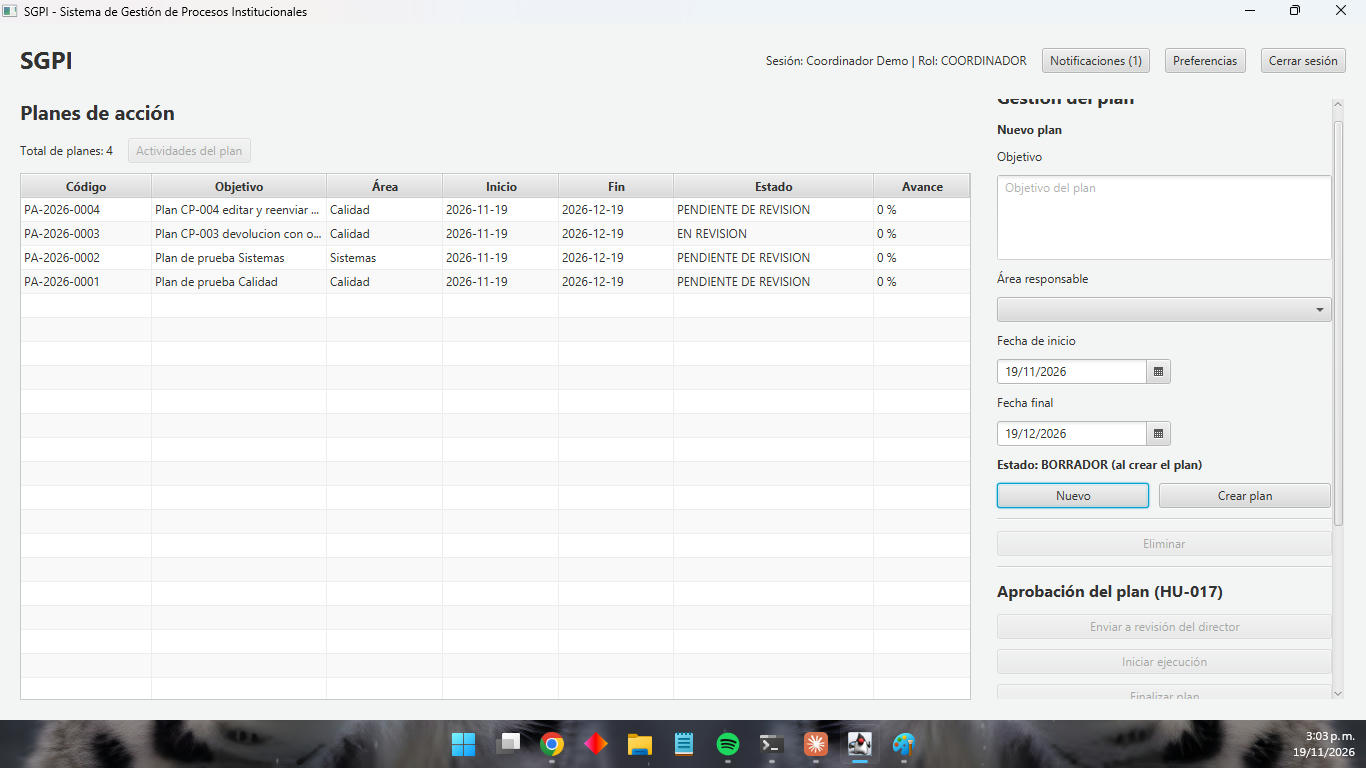 SGPI - Sistema de Gestión de Procesos Institucionales
SGPI
Sesión: Coordinador Demo | Rol: COORDINADOR
Notificaciones (1)
Preferencias
Cerrar sesión
Planes de acción
Total de planes: 4
Actividades del plan
Código Objetivo Área Inicio Fin Estado Avance
PA-2026-0004 Plan CP-004 editar y reenviar ... Calidad 2026-11-19 2026-12-19 PENDIENTE DE REVISION 0 %
PA-2026-0003 Plan CP-003 devolucion con o... Calidad 2026-11-19 2026-12-19 EN REVISION 0 %
PA-2026-0002 Plan de prueba Sistemas Sistemas 2026-11-19 2026-12-19 PENDIENTE DE REVISION 0 %
PA-2026-0001 Plan de prueba Calidad Calidad 2026-11-19 2026-12-19 PENDIENTE DE REVISION 0 %
Gestión del plan
Nuevo plan
Objetivo
Objetivo del plan
Área responsable
Fecha de inicio
19/11/2026
Fecha final
19/12/2026
Estado: BORRADOR (al crear el plan)
Nuevo
Crear plan
Eliminar
Aprobación del plan (HU-017)
Enviar a revisión del director
Iniciar ejecución
Finalizar plan
3:03 p. m.
19/11/2026